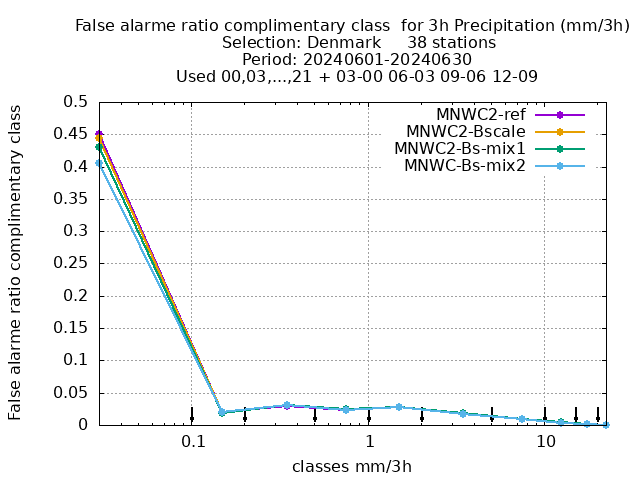 False alarme ratio complimentary class  for 3h Precipitation (mm/3h)
Selection: Denmark     38 stations
Period: 20240601-20240630
Used 00,03,...,21 + 03-00 06-03 09-06 12-09
False alarme ratio complimentary class
0.5
0.45
0.4
0.35
0.3
0.25
0.2
0.15
0.1
0.05
0
MNWC2-ref
MNWC2-Bscale
MNWC2-Bs-mix1
MNWC-Bs-mix2
0.1
1
10
classes mm/3h